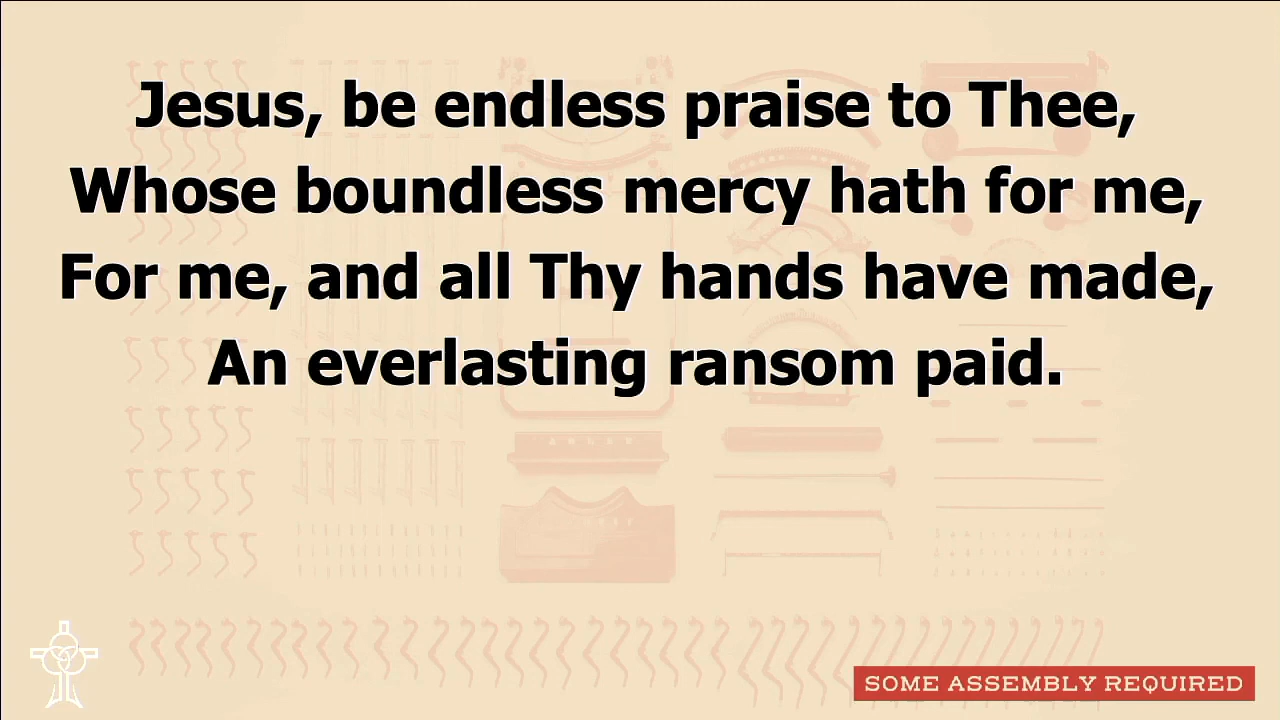 Jesus, be endless praise to Thee,
Whose boundless mercy hath for me,
For me, and all Thy hands have made,
An everlasting ransom paid.
SOME ASSEMBLY REQUIRED